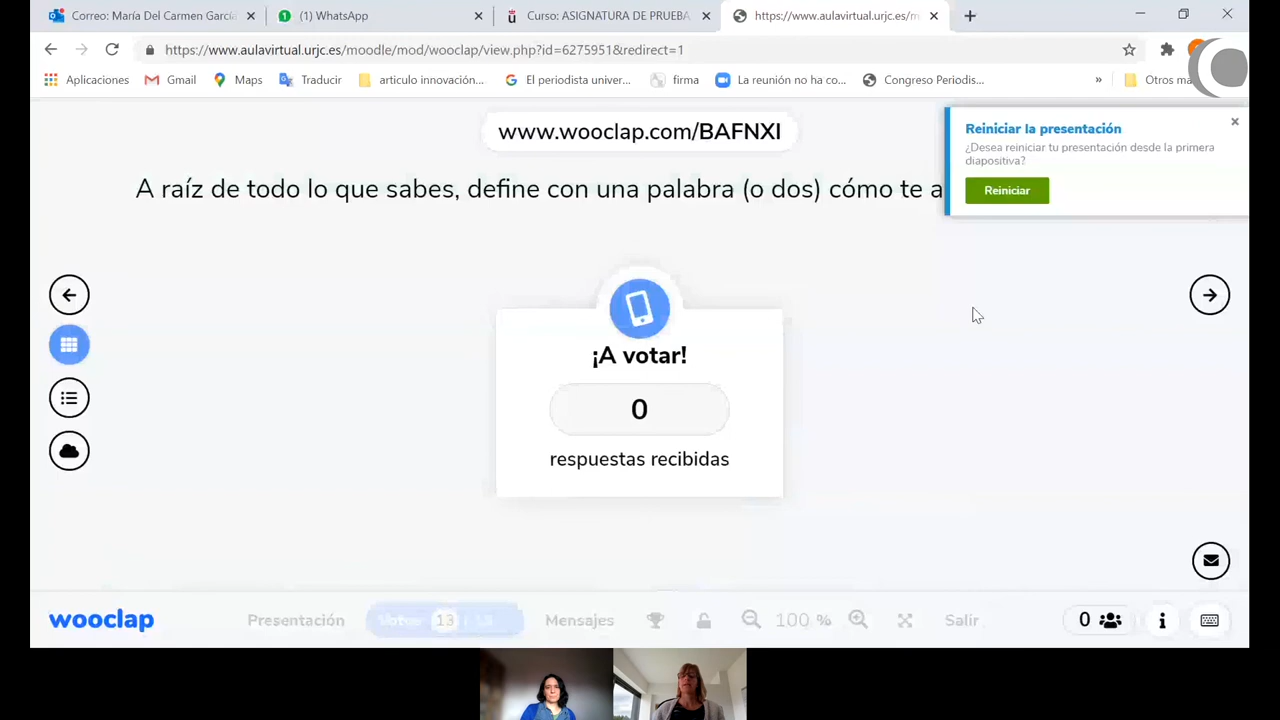 Correo: María Del Carmen García
(1) WhatsApp
Curso: ASIGNATURA DE PRUEBA
https://www.aulavirtual.urjc.es/m
https://www.aulavirtual.urjc.es/moodle/mod/wooclap/view.php?id=6275951&redirect=1
Aplicaciones
Gmail
Maps
Traducir
articulo innovación...
El periodista univer...
firma
La reunión no ha co...
Congreso Periodis...
»
Otros ma
www.wooclap.com/BAFNXI
Reiniciar la presentación
¿Desea reiniciar tu presentación desde la primera
diapositiva?
Reiniciar
A raíz de todo lo que sabes, define con una palabra (o dos) cómo te a
¡A votar!
0
respuestas recibidas
wooclap
Presentación
Votos 13 / 13
Mensajes
100 %
Salir
0